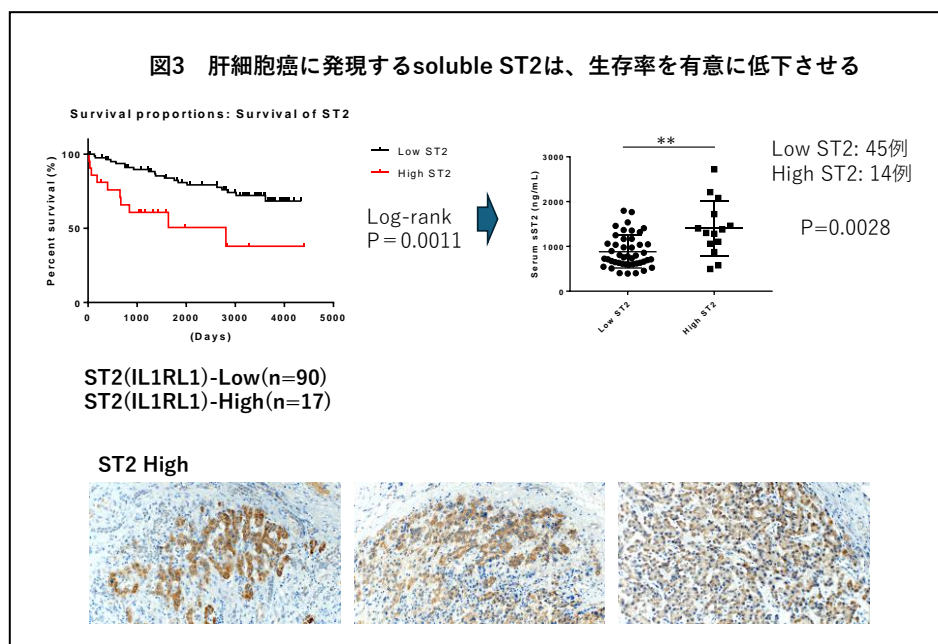 図3 肝細胞癌に発現するsoluble ST2は、生存率を有意に低下させる
Survival proportions: Survival of ST2
Percent survival (%)
100
50
0
0 1000 2000 3000 4000 5000
(Days)
Low ST2
High ST2
Log-rank
P＝0.0011
**
Serum sST2 (ng/mL)
3000
2000
1000
0
Low ST2
High ST2
Low ST2: 45例
High ST2: 14例
P=0.0028
ST2(IL1RL1)-Low(n=90)
ST2(IL1RL1)-High(n=17)
ST2 High